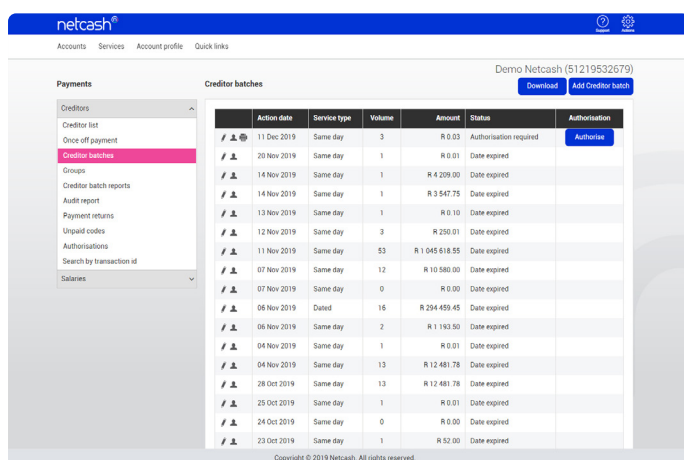 netcash®
Support Actions
Accounts Services Account profile Quick links
Demo Netcash (51219532679)
Payments
Creditor batches
Download Add Creditor batch
Creditors
Creditor list
Once off payment
Creditor batches
Groups
Creditor batch reports
Audit report
Payment returns
Unpaid codes
Authorisations
Search by transaction id
Salaries
Action date Service type Volume Amount Status Authorisation
11 Dec 2019 Same day 3 R 0.03 Authorisation required Authorise
20 Nov 2019 Same day 1 R 0.01 Date expired
14 Nov 2019 Same day 1 R 4 209.00 Date expired
14 Nov 2019 Same day 1 R 3 547.75 Date expired
13 Nov 2019 Same day 1 R 0.10 Date expired
12 Nov 2019 Same day 3 R 250.01 Date expired
11 Nov 2019 Same day 53 R 1 045 618.55 Date expired
07 Nov 2019 Same day 12 R 10 580.00 Date expired
07 Nov 2019 Same day 0 R 0.00 Date expired
06 Nov 2019 Dated 16 R 294 459.45 Date expired
06 Nov 2019 Same day 2 R 1 193.50 Date expired
04 Nov 2019 Same day 1 R 0.01 Date expired
04 Nov 2019 Same day 13 R 12 481.78 Date expired
28 Oct 2019 Same day 13 R 12 481.78 Date expired
25 Oct 2019 Same day 1 R 0.01 Date expired
24 Oct 2019 Same day 0 R 0.00 Date expired
23 Oct 2019 Same day 1 R 52.00 Date expired
Copyright © 2019 Netcash. All rights reserved.